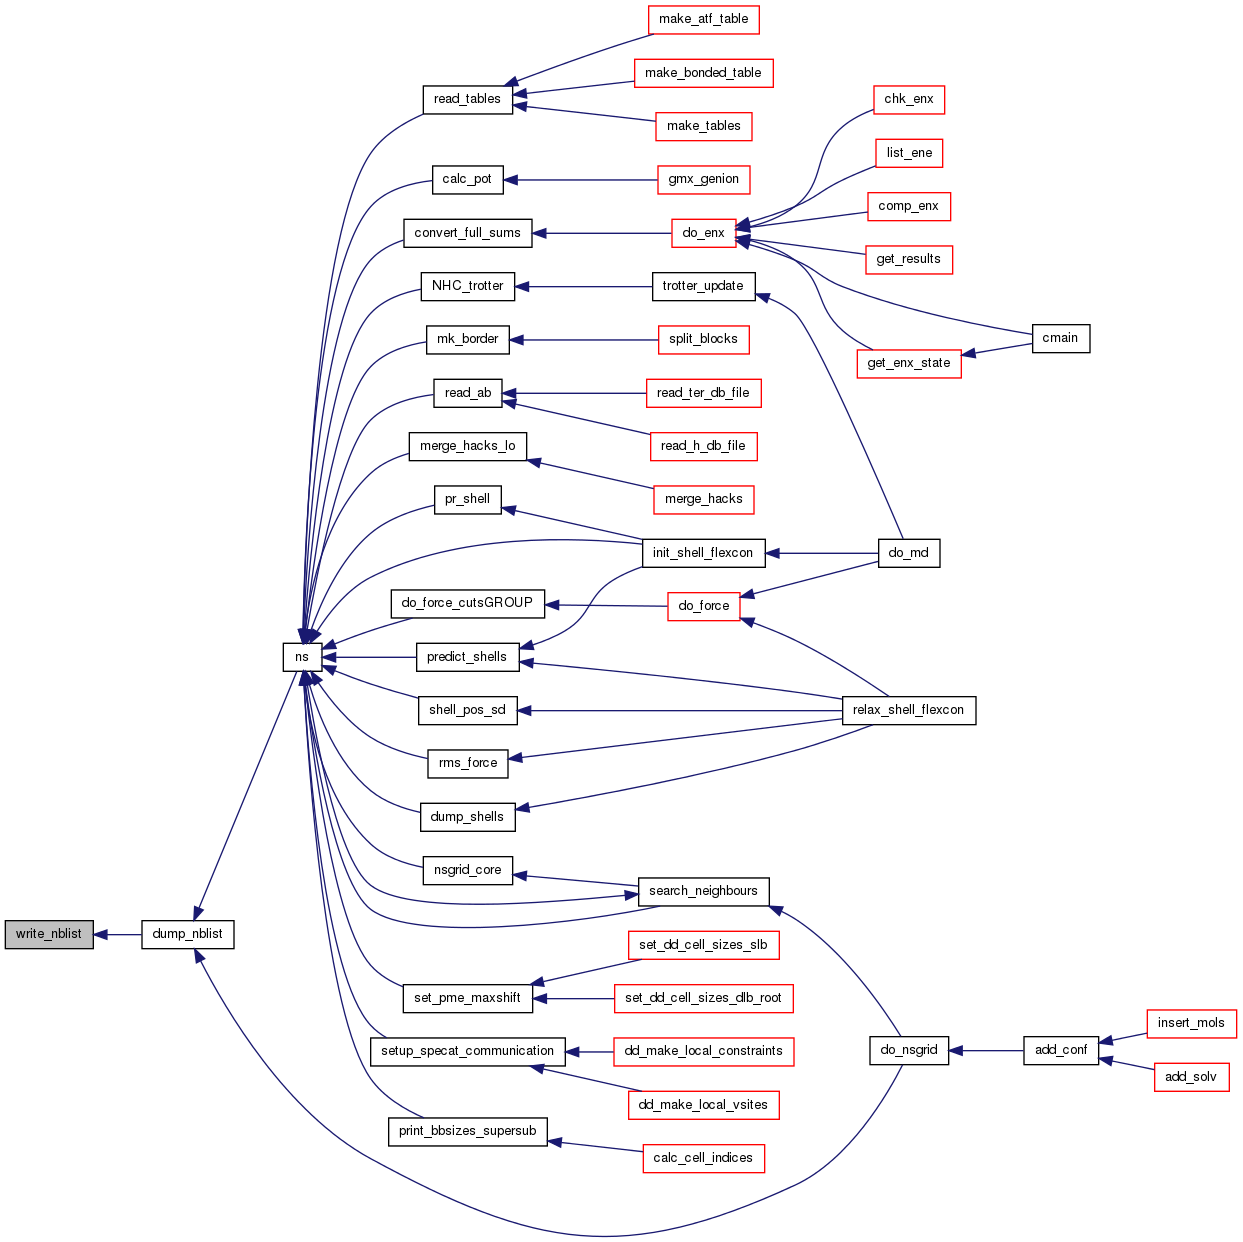 make_atf_table
make_bonded_table
read_tables
make_tables
chk_enx
list_ene
calc_pot
gmx_genion
comp_enx
convert_full_sums
do_enx
get_results
NHC_trotter
trotter_update
cmain
mk_border
split_blocks
get_enx_state
read_ab
read_ter_db_file
merge_hacks_lo
read_h_db_file
pr_shell
merge_hacks
init_shell_flexcon
do_md
do_force_cutsGROUP
do_force
ns
predict_shells
shell_pos_sd
relax_shell_flexcon
rms_force
dump_shells
nsgrid_core
search_neighbours
write_nblist
dump_nblist
set_dd_cell_sizes_slb
set_pme_maxshift
set_dd_cell_sizes_dlb_root
insert_mols
setup_specat_communication
dd_make_local_constraints
do_nsgrid
add_conf
add_solv
dd_make_local_vsites
print_bbsizes_supersub
calc_cell_indices